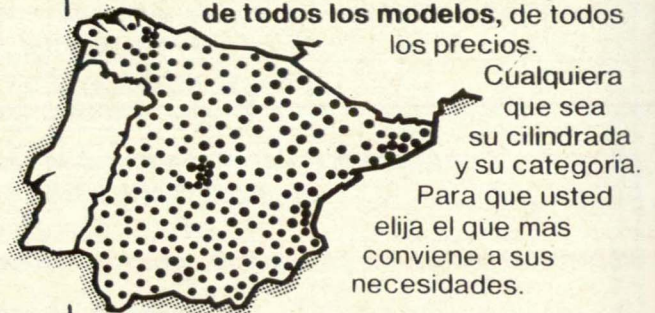 de todos los modelos, de todos
los precios.
Cualquiera
que sea
su cilindrada
y su categoría.
Para que usted
elija el que más
conviene a sus
necesidades.